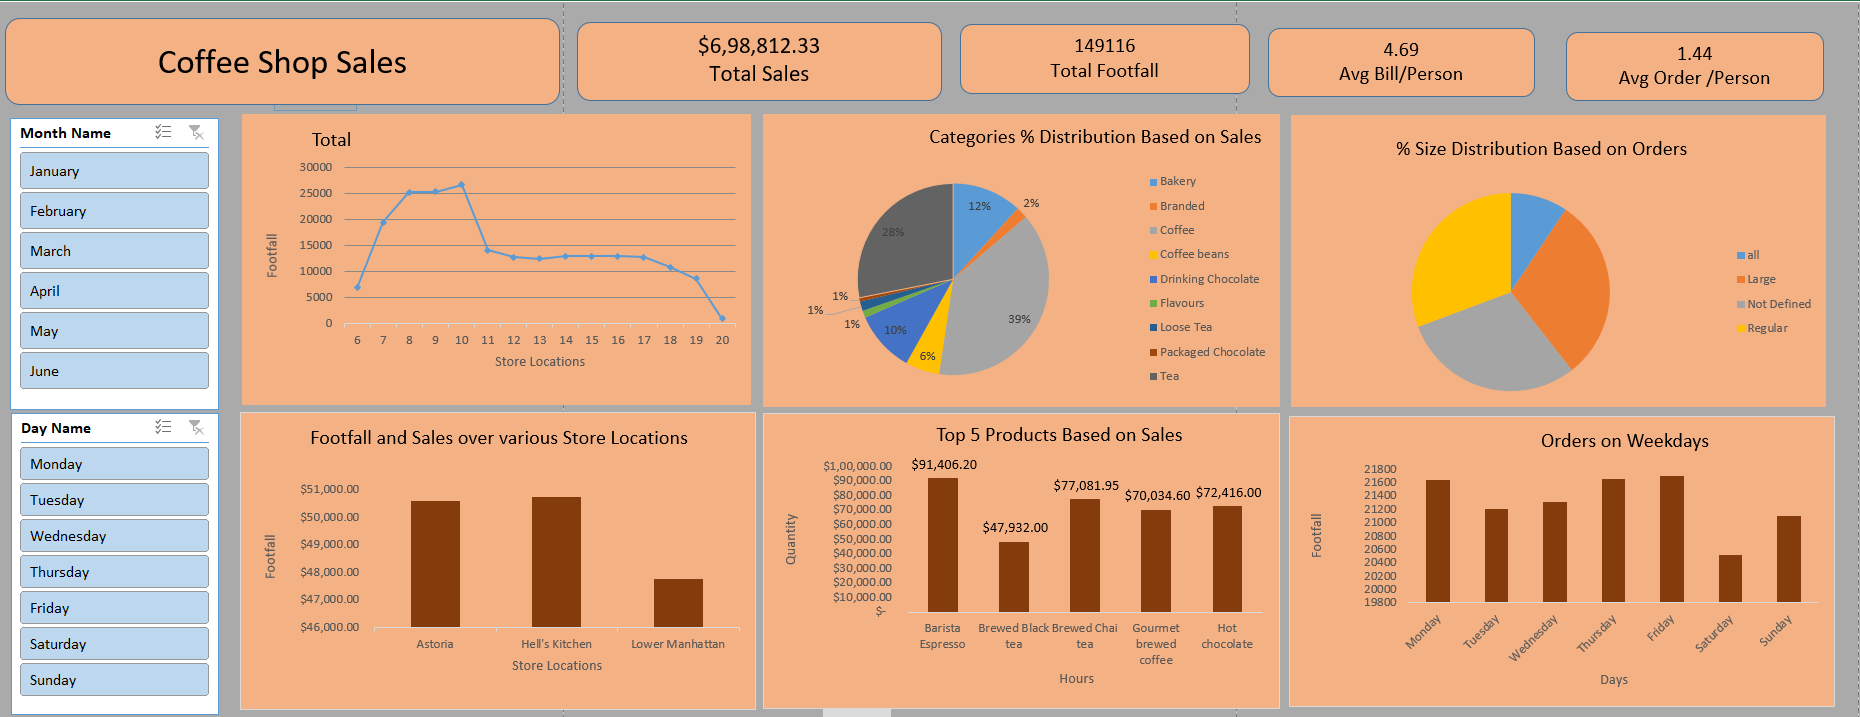 Coffee Shop Sales
$6,98,812.33
Total Sales
149116
Total Footfall
4.69
Avg Bill/Person
1.44
Avg Order /Person
Month Name
January
February
March
April
May
June
Day Name
Monday
Tuesday
Wednesday
Thursday
Friday
Saturday
Sunday
Total
Footfall
30000
25000
20000
15000
10000
5000
0
6 7 8 9 10 11 12 13 14 15 16 17 18 19 20
Store Locations
Categories % Distribution Based on Sales
12%
2%
39%
6%
10%
1%
1%
1%
28%
Bakery
Branded
Coffee
Coffee beans
Drinking Chocolate
Flavours
Loose Tea
Packaged Chocolate
Tea
% Size Distribution Based on Orders
all
Large
Not Defined
Regular
Footfall and Sales over various Store Locations
Footfall
$51,000.00
$50,000.00
$49,000.00
$48,000.00
$47,000.00
$46,000.00
Astoria Hell's Kitchen Lower Manhattan
Store Locations
Top 5 Products Based on Sales
Quantity
$1,00,000.00
$90,000.00
$80,000.00
$70,000.00
$60,000.00
$50,000.00
$40,000.00
$30,000.00
$20,000.00
$10,000.00
$-
$91,406.20
$47,932.00
$77,081.95
$70,034.60
$72,416.00
Barista Espresso
Brewed Black tea
Brewed Chai tea
Gourmet brewed coffee
Hot chocolate
Hours
Orders on Weekdays
Footfall
21800
21600
21400
21200
21000
20800
20600
20400
20200
20000
19800
Monday
Tuesday
Wednesday
Thursday
Friday
Saturday
Sunday
Days